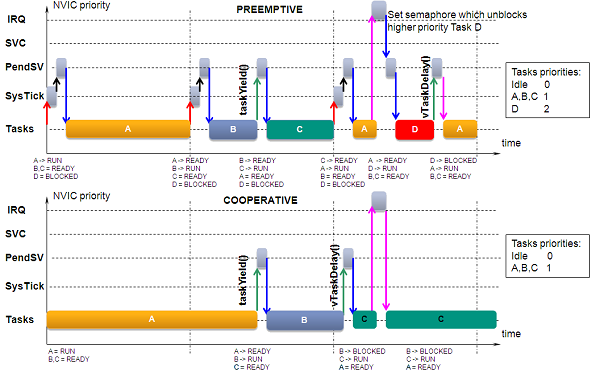 NVIC priority
PREEMPTIVE
Set semaphore which unblocks
higher priority Task D
IRQ
SVC
PendSV
SysTick
Tasks
taskYield()
vTaskDelay()
A
B
C
A
D
A
time
Tasks priorities:
Idle 0
A,B,C 1
D 2
A -> RUN
B,C = READY
D = BLOCKED
A -> READY
B -> RUN
C = READY
D = BLOCKED
B -> READY
C -> RUN
A = READY
D = BLOCKED
C -> READY
A -> RUN
B = READY
D = BLOCKED
A -> READY
D -> RUN
B,C = READY
D -> BLOCKED
A -> RUN
B,C = READY
NVIC priority
COOPERATIVE
IRQ
SVC
PendSV
SysTick
Tasks
taskYield()
vTaskDelay()
A
B
C
C
time
Tasks priorities:
Idle 0
A,B,C 1
A = RUN
B,C = READY
A -> READY
B -> RUN
C = READY
B -> BLOCKED
C -> RUN
A = READY
B -> BLOCKED
C -> RUN
A = READY